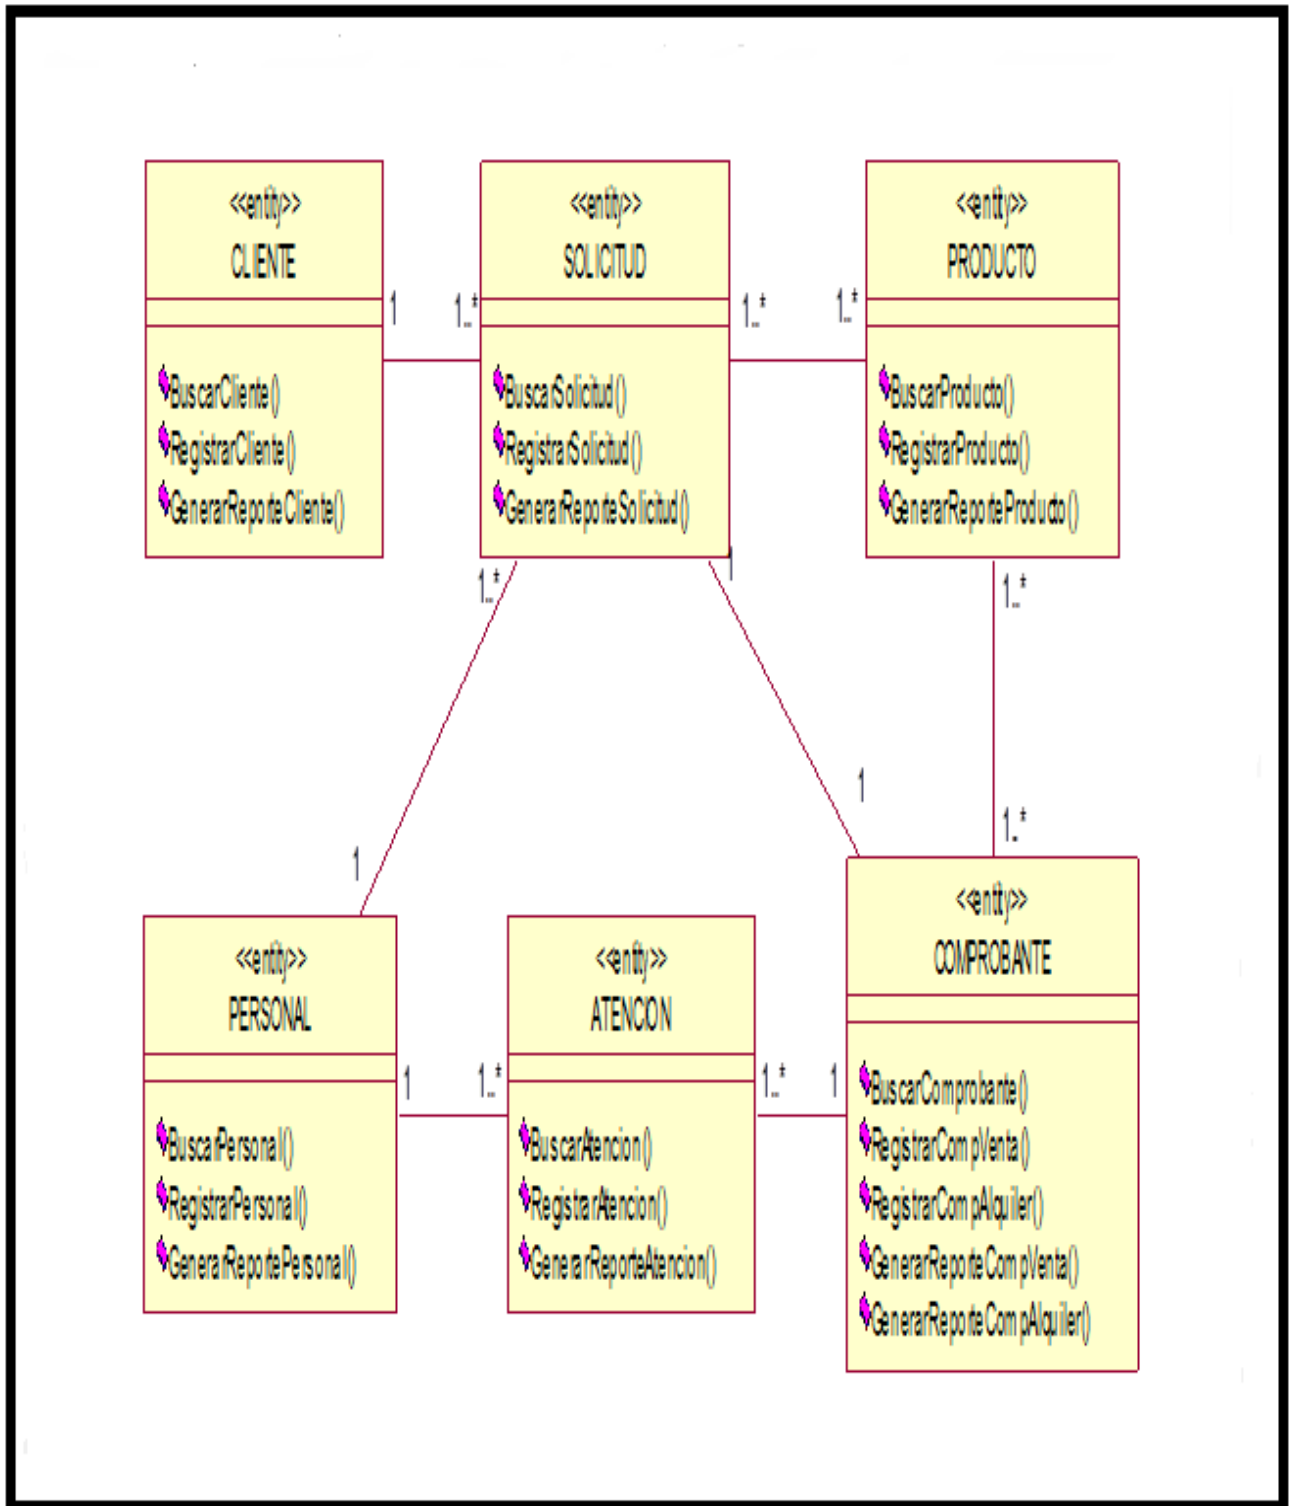 <<entity>>
CLIENTE
BuscarCliente()
RegistrarCliente()
GenerarReporteCliente()
1
1..*
<<entity>>
SOLICITUD
BuscarSolicitud()
RegistrarSolicitud()
GenerarReporteSolicitud()
1..*
1..*
<<entity>>
PRODUCTO
BuscarProducto()
RegistrarProducto()
GenerarReporteProducto()
1..*
1
1..*
1
1
1..*
<<entity>>
PERSONAL
BuscarPersonal()
RegistrarPersonal()
GenerarReportePersonal()
1
1..*
<<entity>>
ATENCION
BuscarAtencion()
RegistrarAtencion()
GenerarReporteAtencion()
1..*
1
<<entity>>
COMPROBANTE
BuscarComprobante()
RegistrarCompVenta()
RegistrarCompAlquiler()
GenerarReporteCompVenta()
GenerarReporteCompAlquiler()